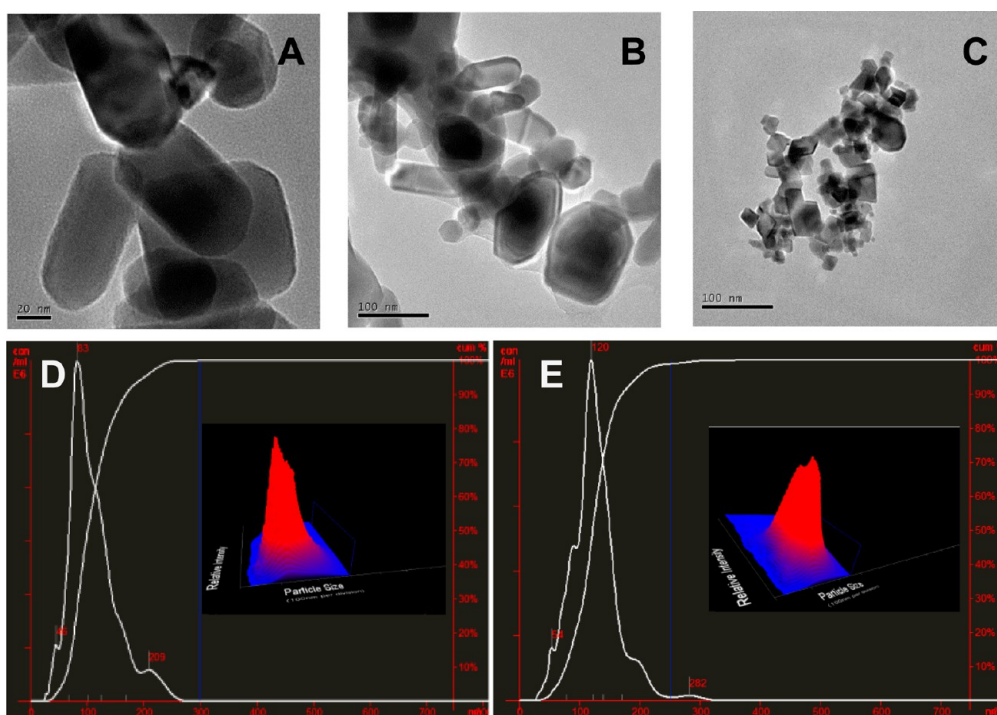 A
20 nm
B
100 nm
C
100 nm
D
con
/ml
E6
83
cum %
100%
90%
80%
70%
60%
50%
40%
30%
20%
10%
209
Relative Intensity
Particle Size
0
100
200
300
400
500
600
700
E
con
/ml
E6
120
cum %
100%
90%
80%
70%
60%
50%
40%
30%
20%
10%
54
282
Relative Intensity
Particle Size
0
100
200
300
400
500
600
700